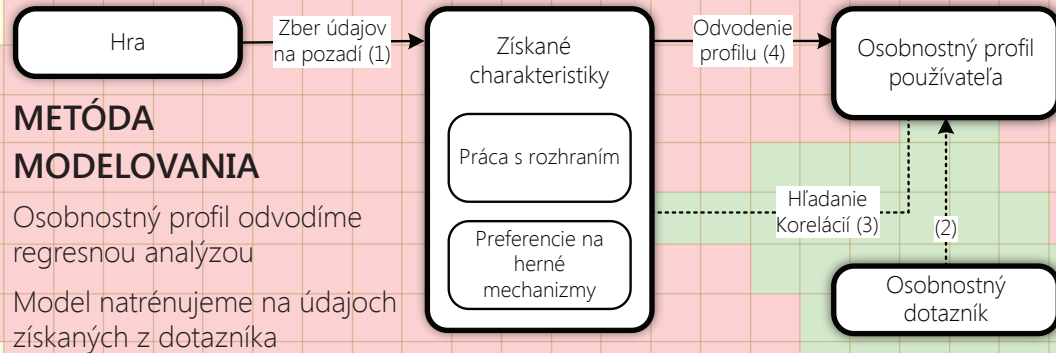 Hra
Zber údajov
na pozadí (1)
Získané
charakteristiky
Práca s rozhraním
Preferencie na
herné
mechanizmy
Odvodenie
profilu (4)
Osobnostný profil
používateľa
Hľadanie
Korelácií (3)
(2)
Osobnostný
dotazník
METÓDA
MODELOVANIA
Osobnostný profil odvodíme
regresnou analýzou
Model natrénujeme na údajoch
získaných z dotazníka